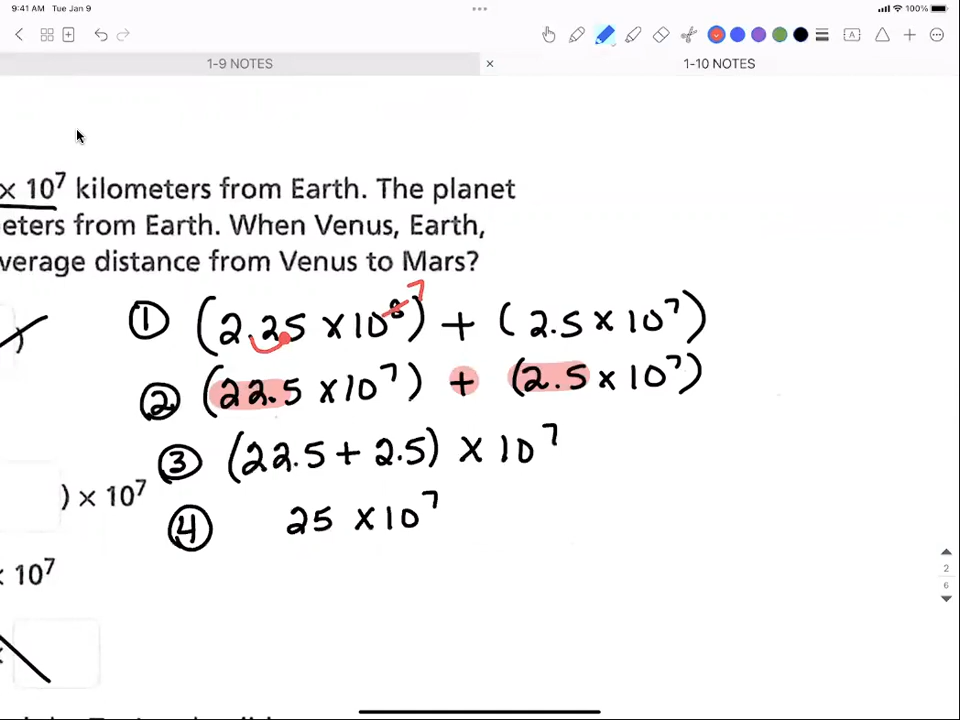 9:41 AM Tue Jan 9
100%
A
1-9 NOTES
1-10 NOTES
× 10⁷ kilometers from Earth. The planet
eters from Earth. When Venus, Earth,
verage distance from Venus to Mars?
① (2.25 × 10⁸ ⁷) + (2.5 × 10⁷)
② (22.5 × 10⁷) + (2.5 × 10⁷)
③ (22.5 + 2.5) × 10⁷
) × 10⁷
④ 25 × 10⁷
× 10⁷
2
6